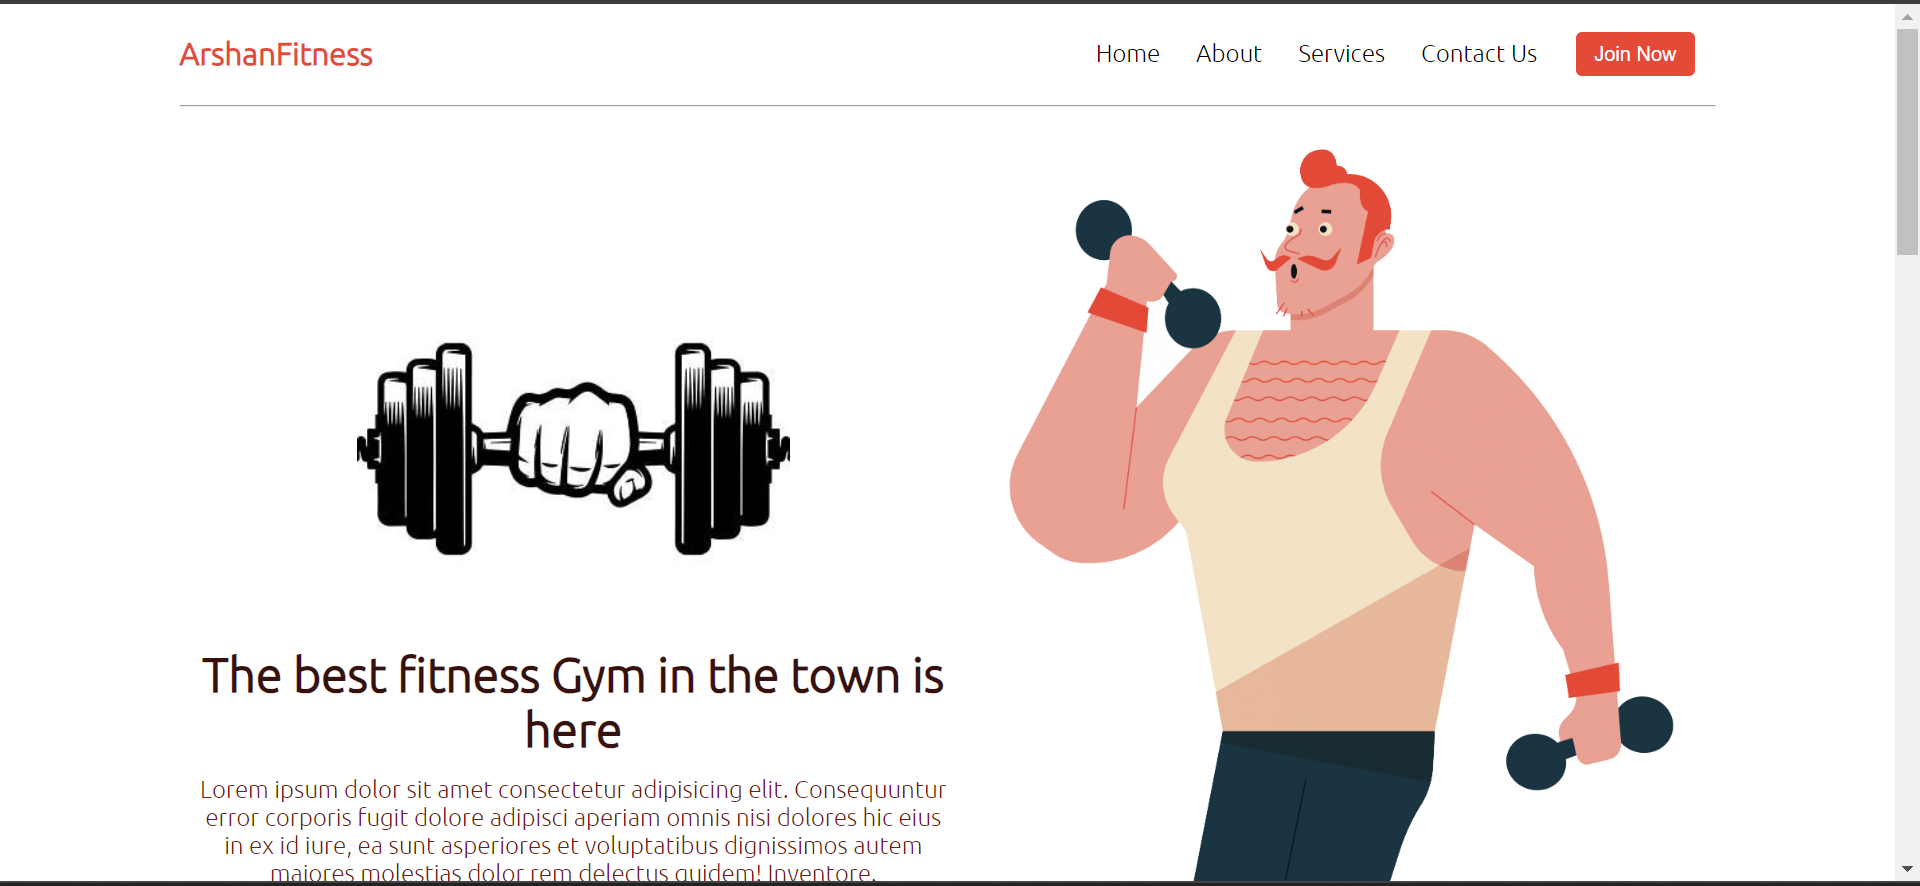 ArshanFitness
Home About Services Contact Us Join Now
The best fitness Gym in the town is
here
Lorem ipsum dolor sit amet consectetur adipisicing elit. Consequuntur
error corporis fugit dolore adipisci aperiam omnis nisi dolores hic eius
in ex id iure, ea sunt asperiores et voluptatibus dignissimos autem
maiores molestias dolor rem delectus quidem! Inventore.